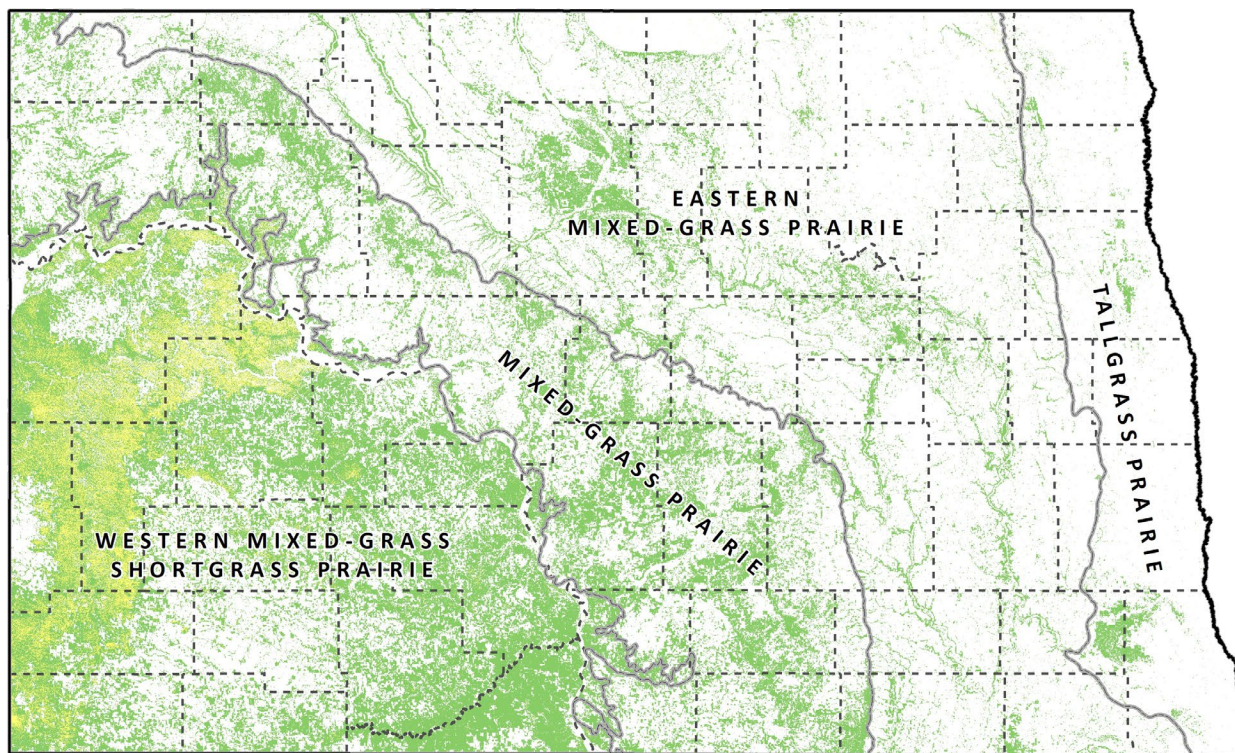 EASTERN
MIXED-GRASS PRAIRIE
MIXED-GRASS PRAIRIE
TALLGRASS PRAIRIE
WESTERN MIXED-GRASS
SHORTGRASS PRAIRIE